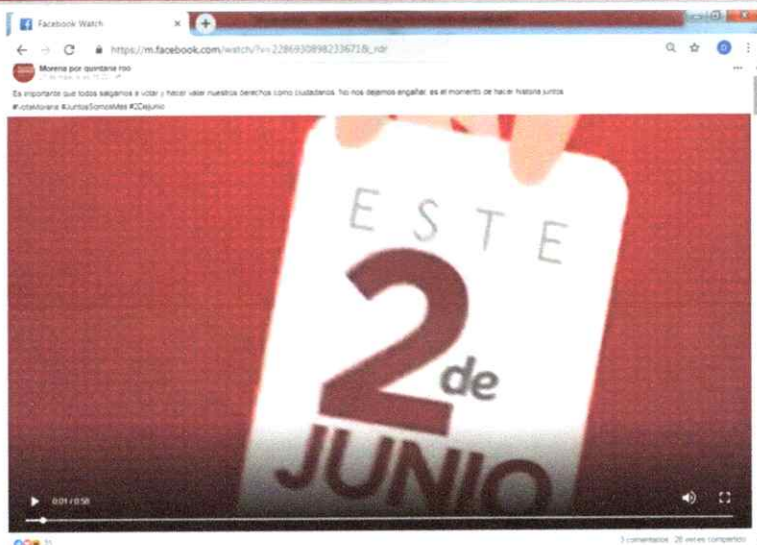 Facebook Watch
https://m.facebook.com/watch/?v=2286930898233671&_rdr
Morena por quintana roo
Es importante que todos salgamos a votar y hacer valer nuestros derechos como ciudadanos. No nos dejemos engañar, es el momento de hacer historia juntos
#VotaMorena #JuntosSomosMás #2Dejunio
ESTE
2 de
JUNIO
0:01 / 0:58
3 comentarios 28 veces compartido